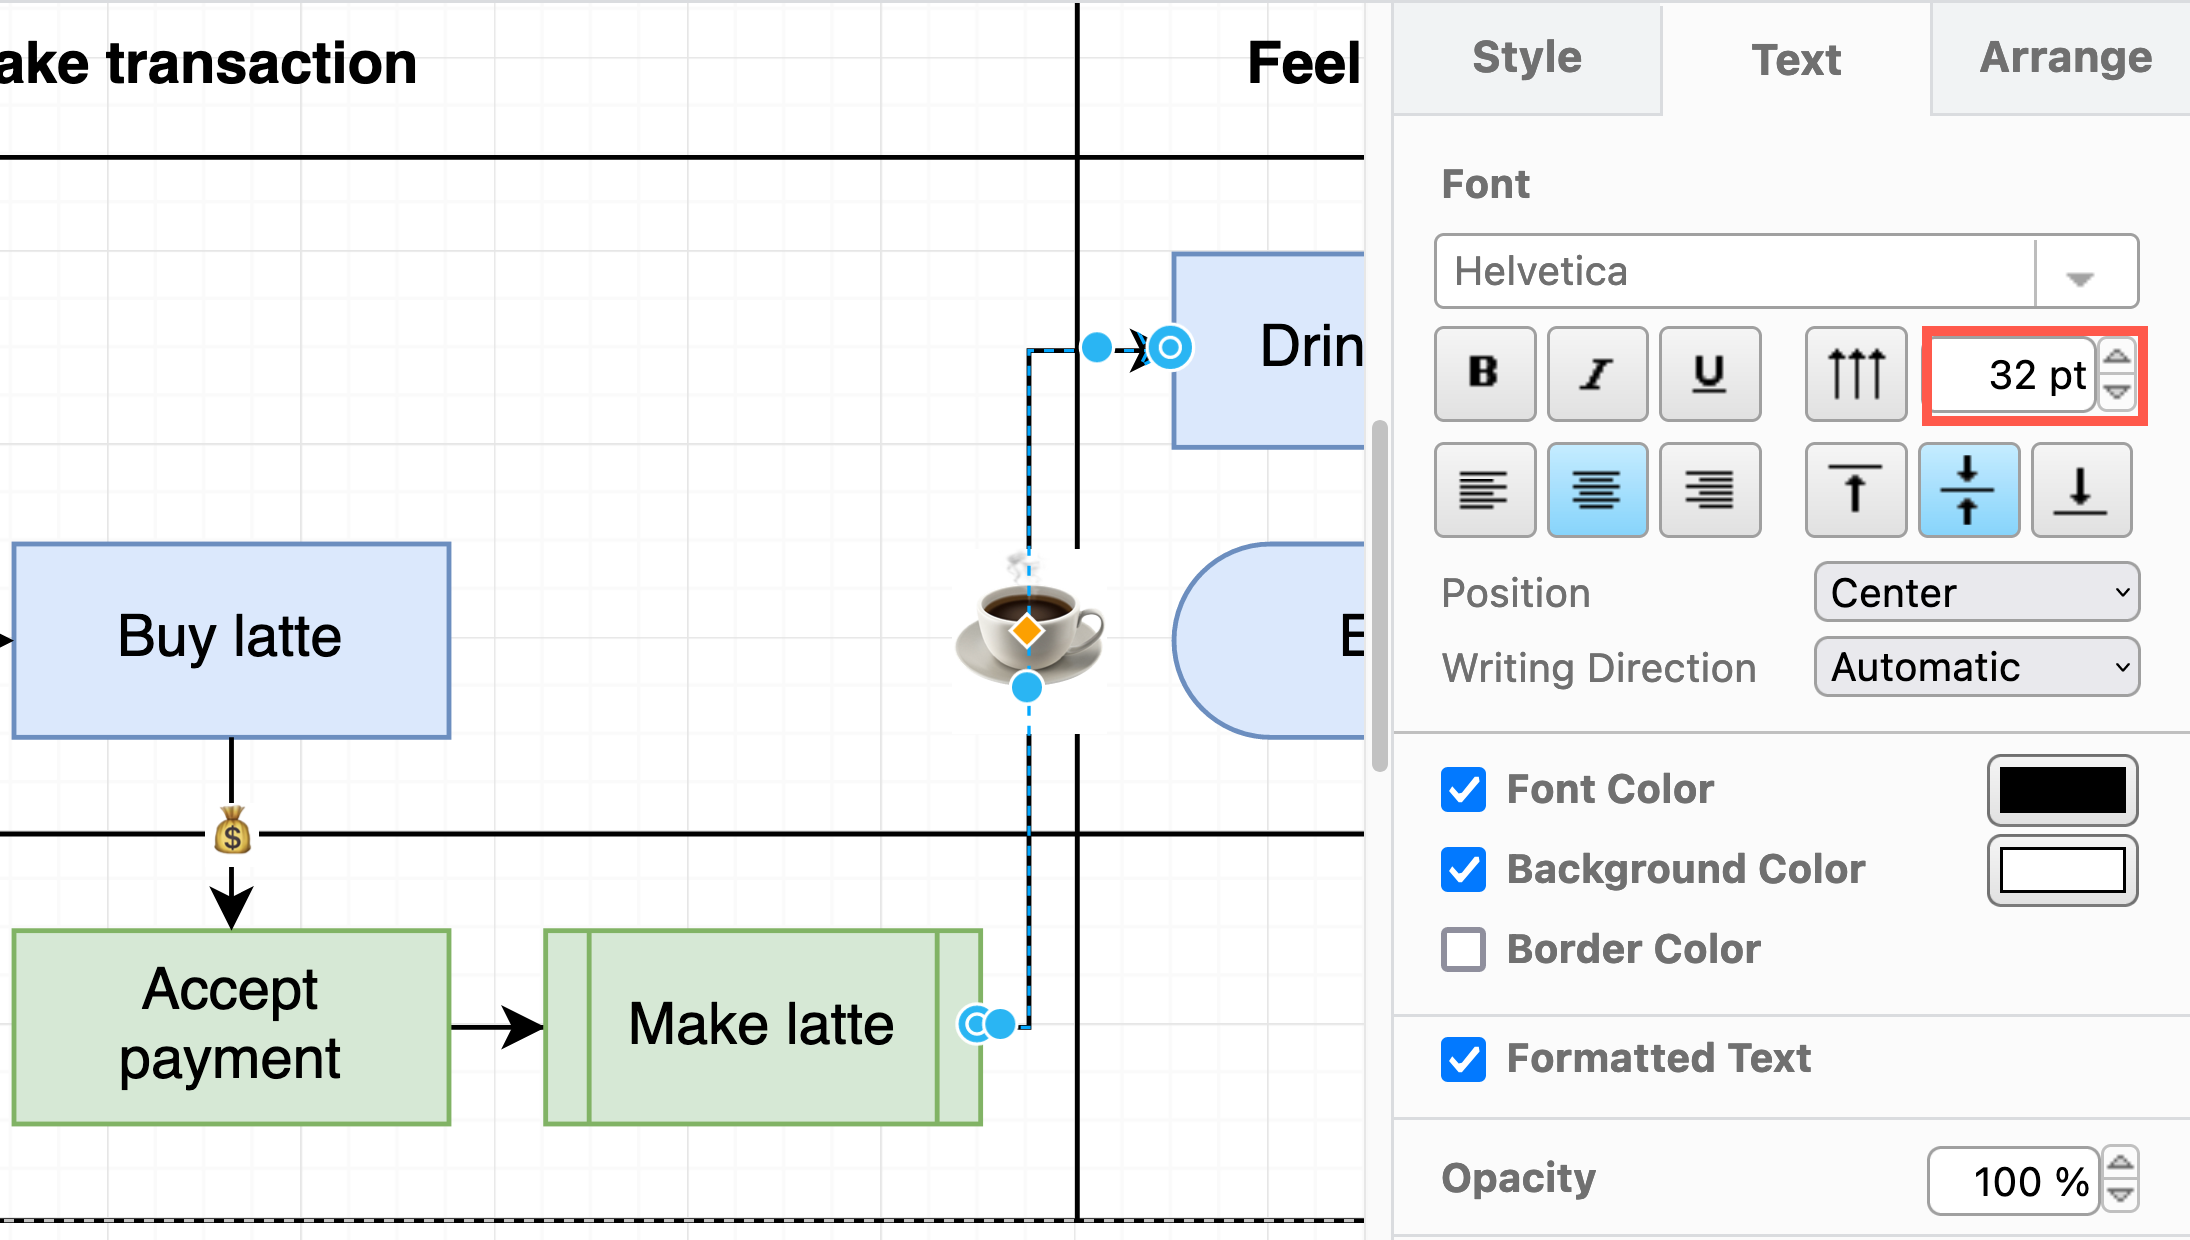 ake transaction
Feel
Drin
Buy latte
E
$
Accept
payment
Make latte
Style
Text
Arrange
Font
Helvetica
B I U 32 pt
Position Center
Writing Direction Automatic
Font Color
Background Color
Border Color
Formatted Text
Opacity 100 %